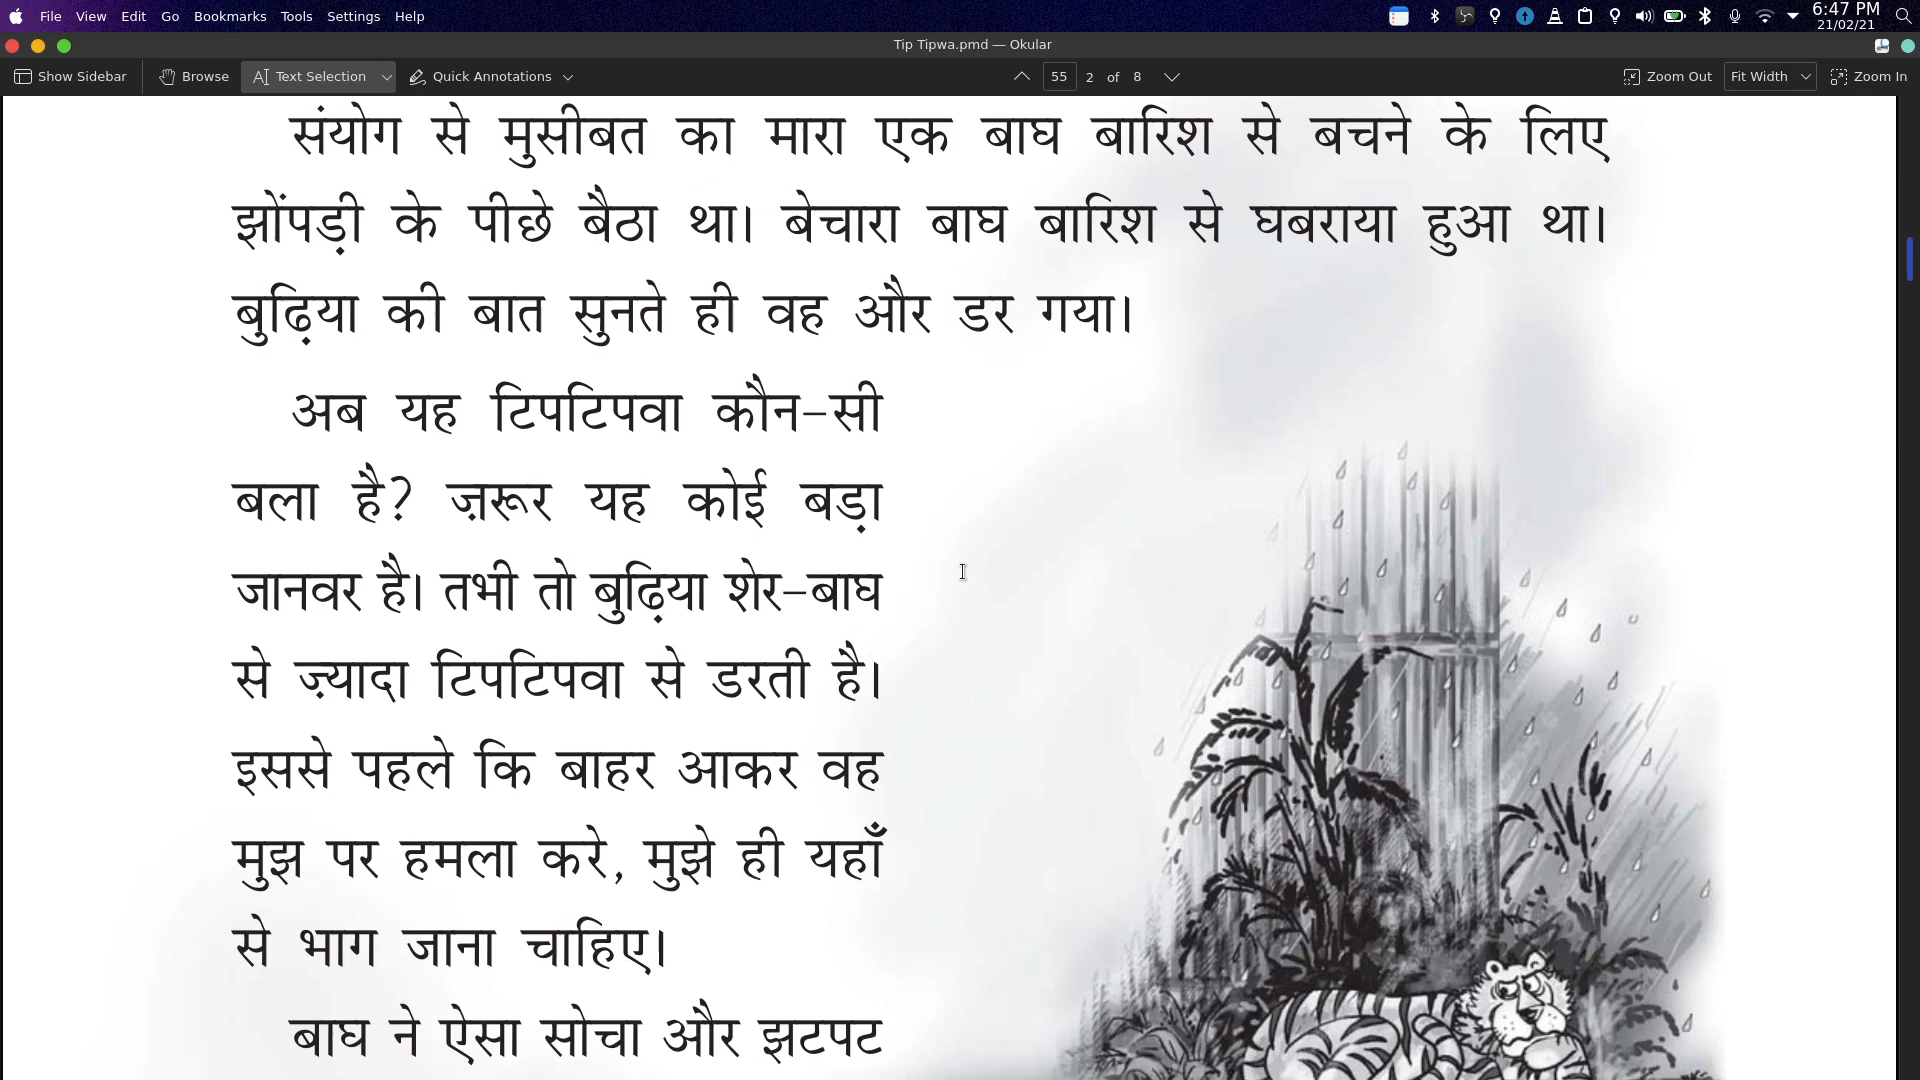 File View Edit Go Bookmarks Tools Settings Help 6:47 PM
21/02/21
Tip Tipwa.pmd — Okular
Show Sidebar Browse Text Selection Quick Annotations 55 2 of 8 Zoom Out Fit Width Zoom In
संयोग से मुसीबत का मारा एक बाघ बारिश से बचने के लिए
झोंपड़ी के पीछे बैठा था। बेचारा बाघ बारिश से घबराया हुआ था।
बुढ़िया की बात सुनते ही वह और डर गया।
अब यह टिपटिपवा कौन-सी
बला है? ज़रूर यह कोई बड़ा
जानवर है। तभी तो बुढ़िया शेर-बाघ
से ज़्यादा टिपटिपवा से डरती है।
इससे पहले कि बाहर आकर वह
मुझ पर हमला करे, मुझे ही यहाँ
से भाग जाना चाहिए।
बाघ ने ऐसा सोचा और झटपट